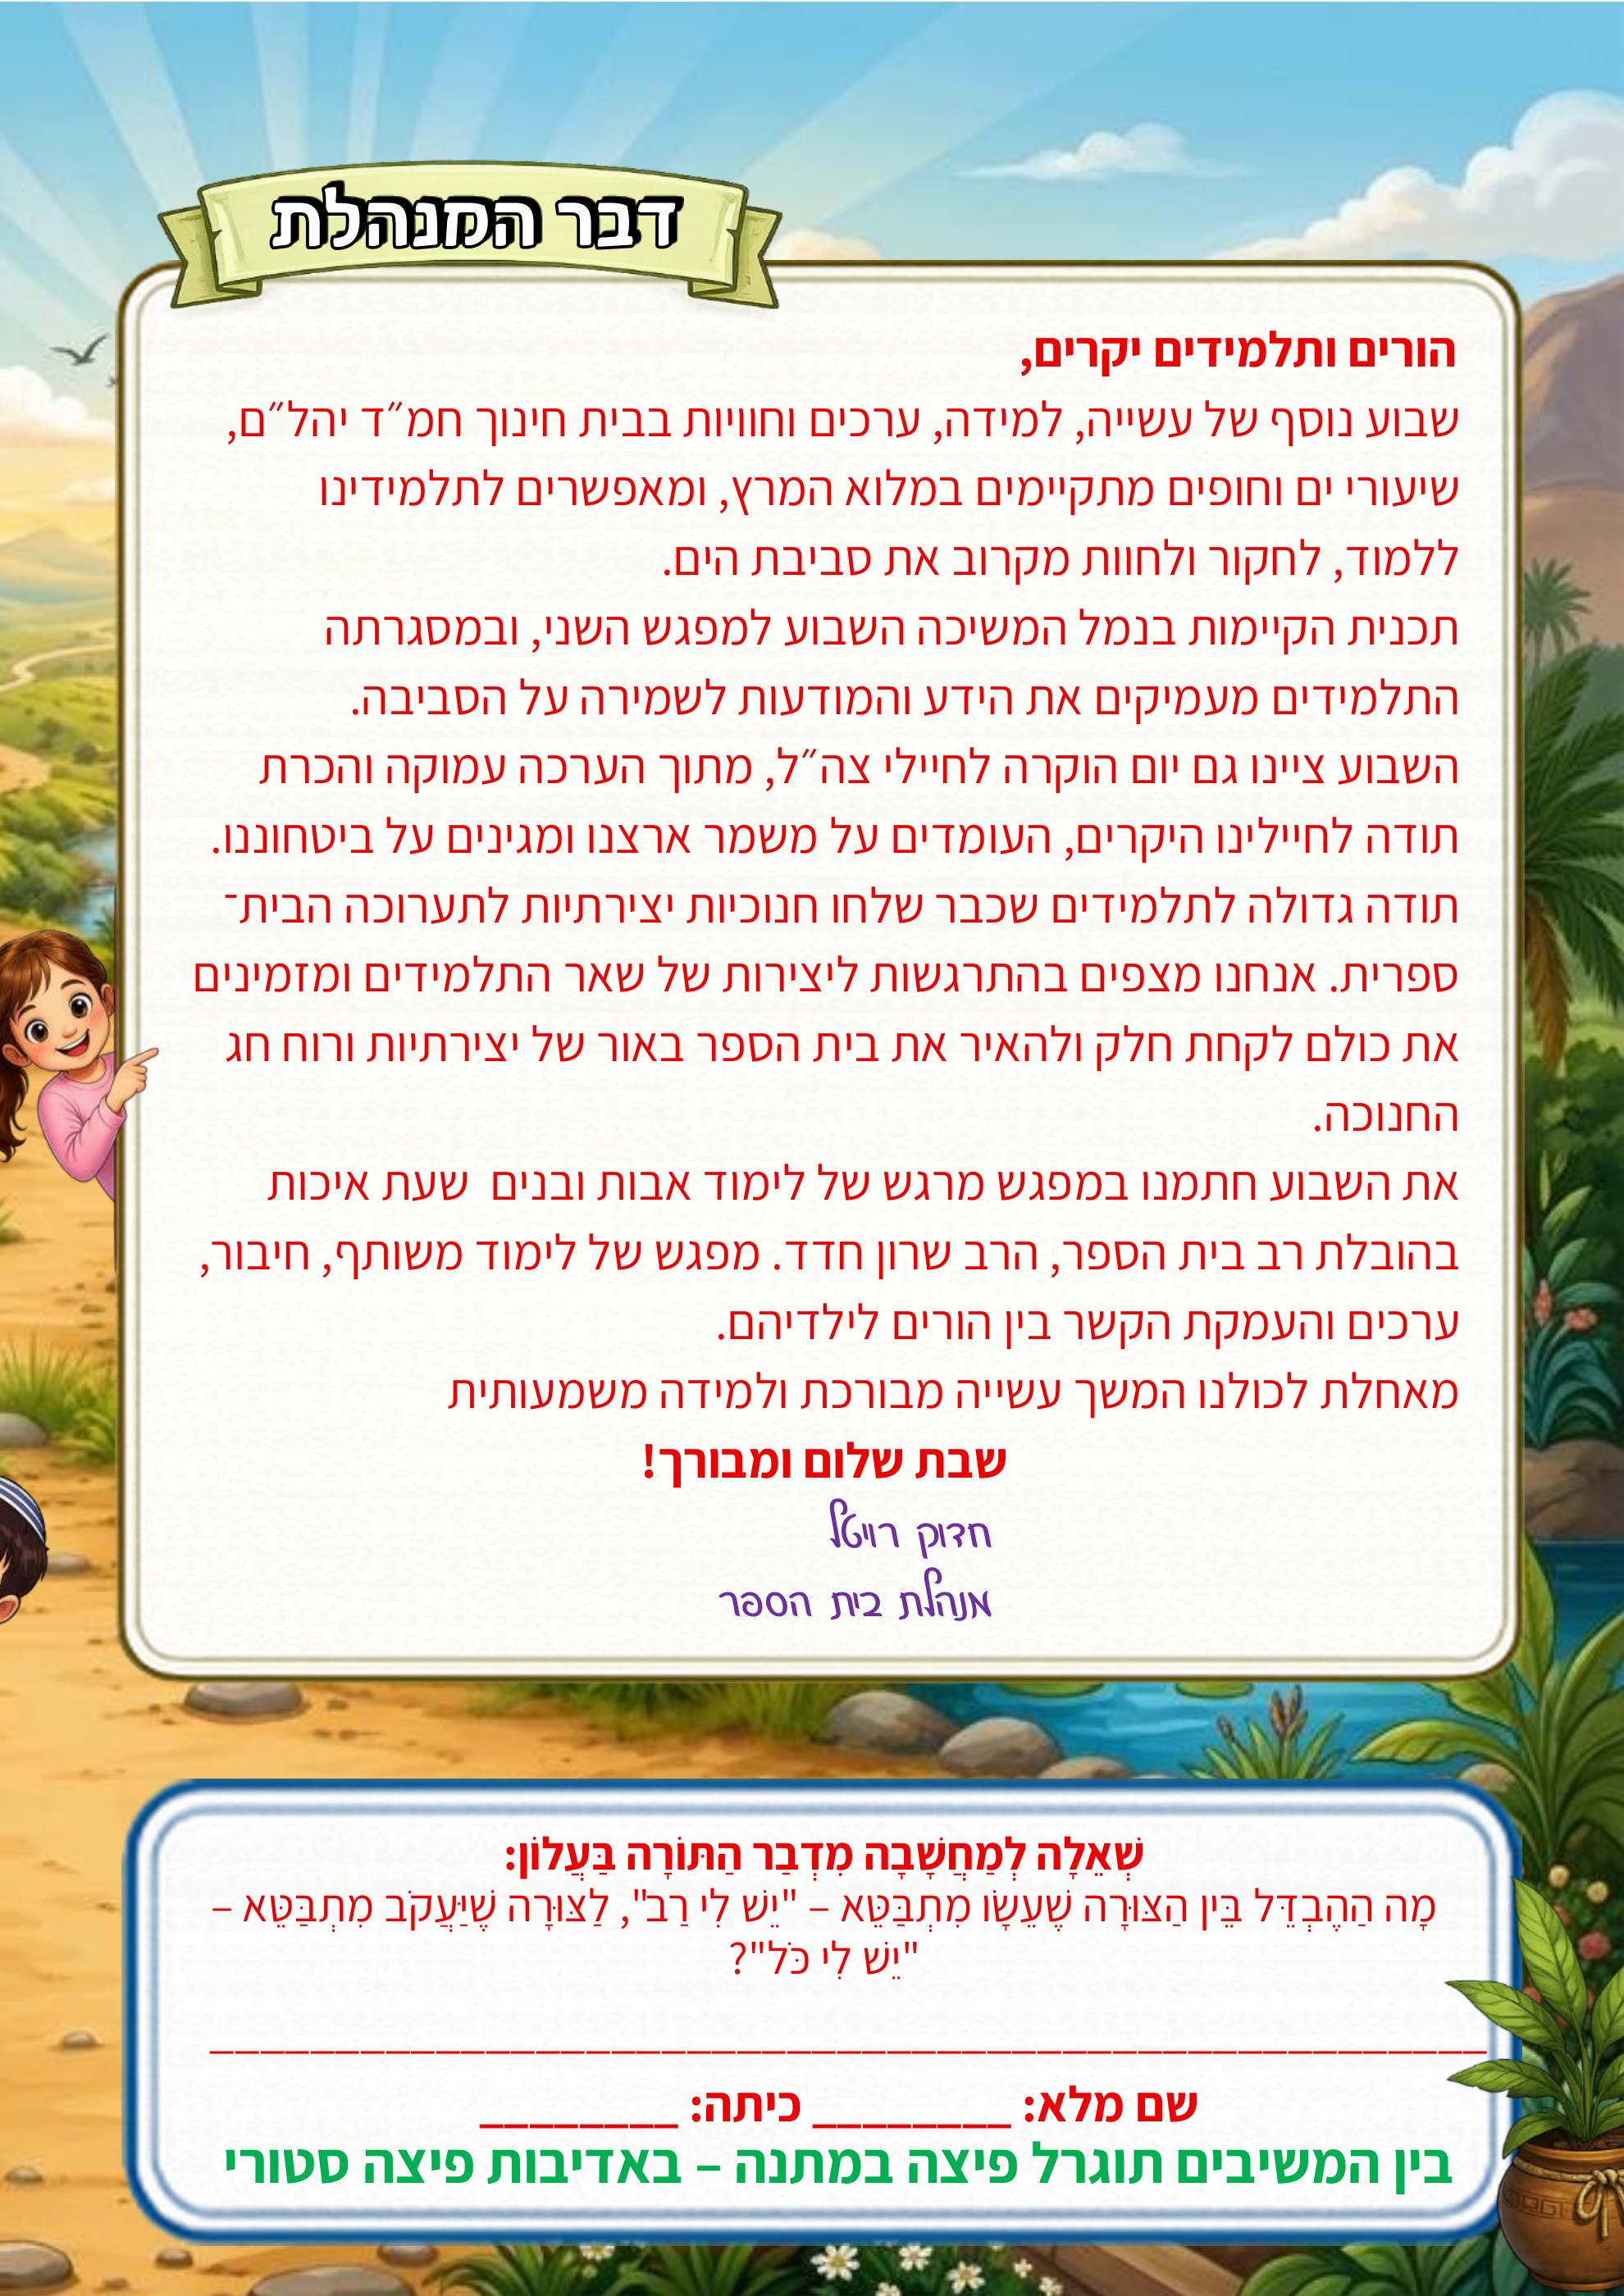 דבר המנהלת
הורים ותלמידים יקרים,
שבוע נוסף של עשייה, למידה, ערכים וחוויות בבית חינוך חמ״ד יהל״ם,
שיעורי ים וחופים מתקיימים במלוא המרץ, ומאפשרים לתלמידינו
ללמוד, לחקור ולחוות מקרוב את סביבת הים.
תכנית הקיימות בנמל המשיכה השבוע למפגש השני, ובמסגרתה
התלמידים מעמיקים את הידע והמודעות לשמירה על הסביבה.
השבוע ציינו גם יום הוקרה לחיילי צה״ל, מתוך הערכה עמוקה והכרת
תודה לחיילינו היקרים, העומדים על משמר ארצנו ומגינים על ביטחוננו.
תודה גדולה לתלמידים שכבר שלחו חנוכיות יצירתיות לתערוכה הבית־
ספרית. אנחנו מצפים בהתרגשות ליצירות של שאר התלמידים ומזמינים
את כולם לקחת חלק ולהאיר את בית הספר באור של יצירתיות ורוח חג
החנוכה.
את השבוע חתמנו במפגש מרגש של לימוד אבות ובנים  שעת איכות
בהובלת רב בית הספר, הרב שרון חדד. מפגש של לימוד משותף, חיבור,
ערכים והעמקת הקשר בין הורים לילדיהם.
מאחלת לכולנו המשך עשייה מבורכת ולמידה משמעותית
שבת שלום ומבורך!
חדוק רויטל
מנהלת בית הספר
שְׁאֵלָה לְמַחֲשָׁבָה מִדְּבַר הַתּוֹרָה בַּעֲלוֹן:
מָה הַהֶבְדֵּל בֵּין הַצּוּרָה שֶׁעֵשָׂו מִתְבַּטֵּא – "יֵשׁ לִי רַב", לַצּוּרָה שֶׁיַּעֲקֹב מִתְבַּטֵּא –
"יֵשׁ לִי כֹּל"?
___________________________________________________
שם מלא: ________ כיתה: ________
בין המשיבים תוגרל פיצה במתנה – באדיבות פיצה סטורי